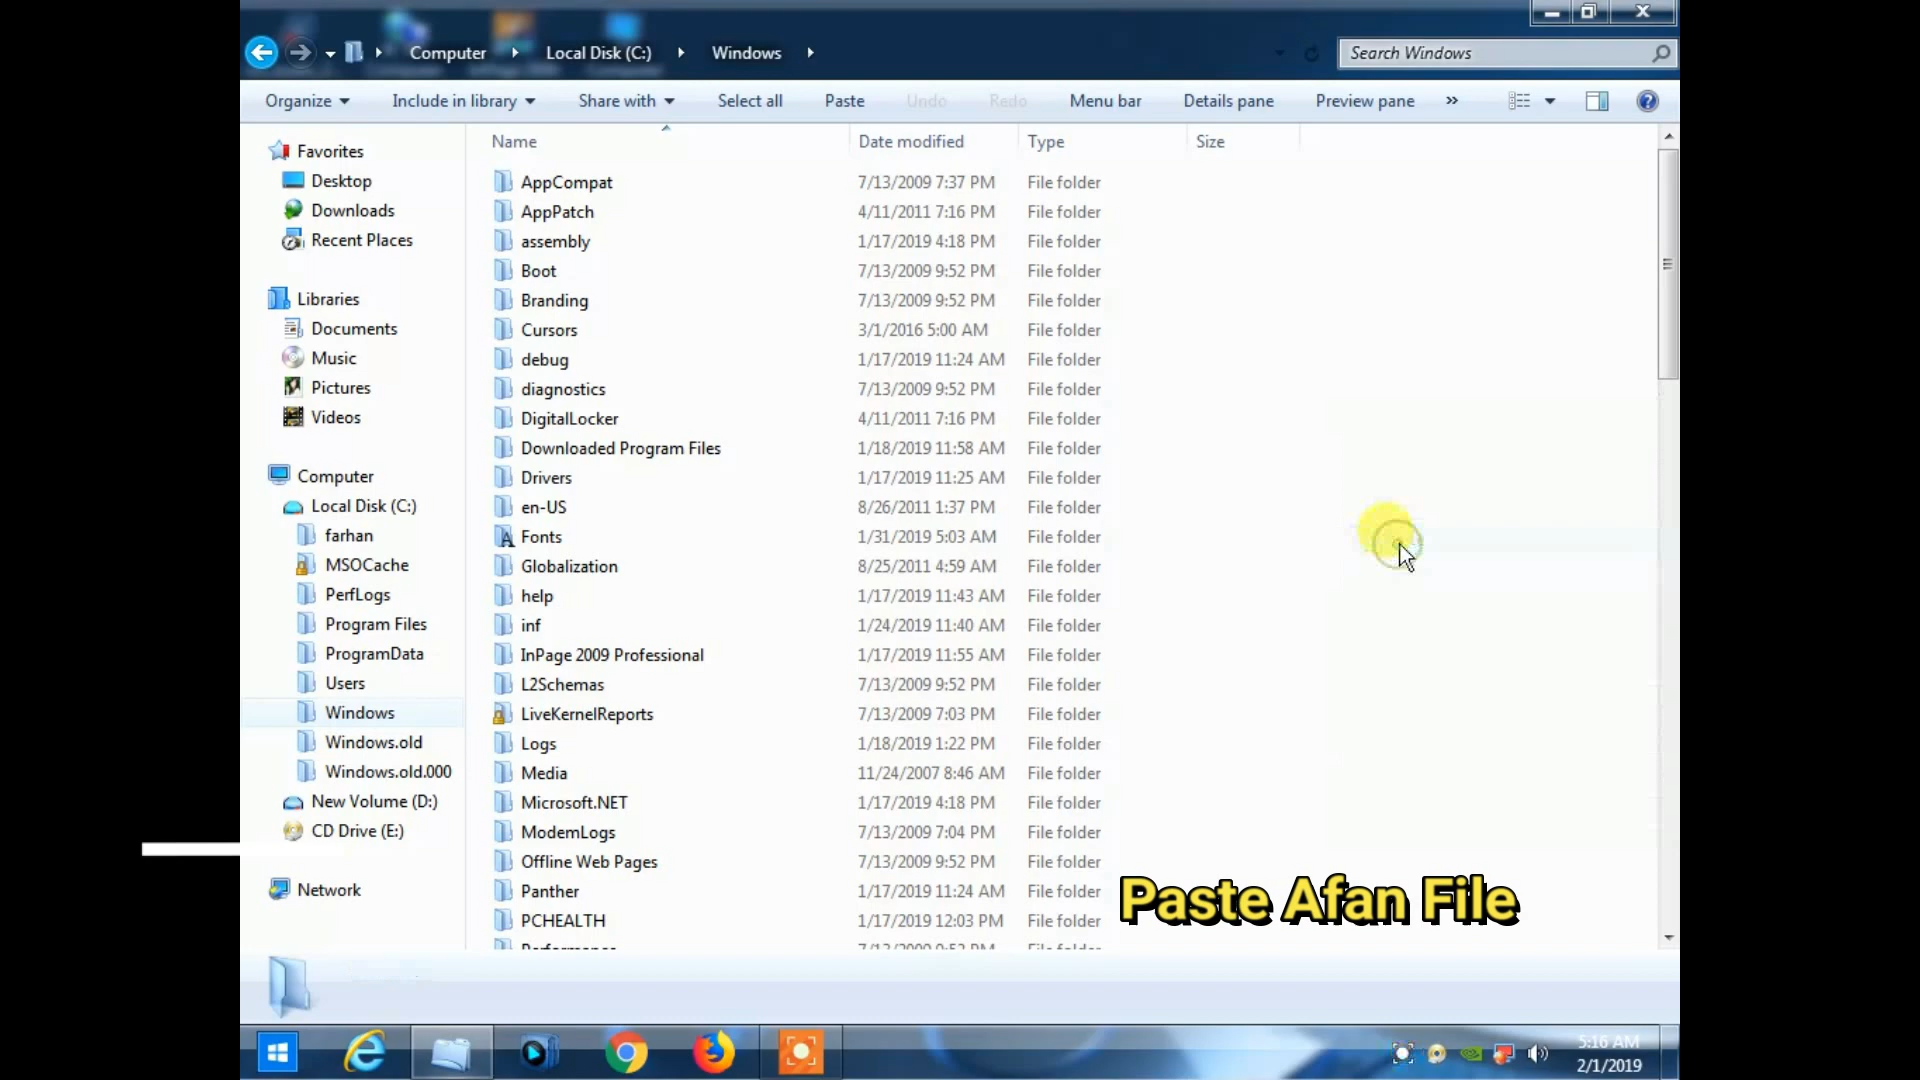 Computer Local Disk (C:) Windows Search Windows
Organize Include in library Share with Select all Paste Undo Redo Menu bar Details pane Preview pane »
Favorites
Desktop
Downloads
Recent Places
Libraries
Documents
Music
Pictures
Videos
Computer
Local Disk (C:)
farhan
MSOCache
PerfLogs
Program Files
ProgramData
Users
Windows
Windows.old
Windows.old.000
New Volume (D:)
CD Drive (E:)
Network
Name Date modified Type Size
AppCompat 7/13/2009 7:37 PM File folder
AppPatch 4/11/2011 7:16 PM File folder
assembly 1/17/2019 4:18 PM File folder
Boot 7/13/2009 9:52 PM File folder
Branding 7/13/2009 9:52 PM File folder
Cursors 3/1/2016 5:00 AM File folder
debug 1/17/2019 11:24 AM File folder
diagnostics 7/13/2009 9:52 PM File folder
DigitalLocker 4/11/2011 7:16 PM File folder
Downloaded Program Files 1/18/2019 11:58 AM File folder
Drivers 1/17/2019 11:25 AM File folder
en-US 8/26/2011 1:37 PM File folder
Fonts 1/31/2019 5:03 AM File folder
Globalization 8/25/2011 4:59 AM File folder
help 1/17/2019 11:43 AM File folder
inf 1/24/2019 11:40 AM File folder
InPage 2009 Professional 1/17/2019 11:55 AM File folder
L2Schemas 7/13/2009 9:52 PM File folder
LiveKernelReports 7/13/2009 7:03 PM File folder
Logs 1/18/2019 1:22 PM File folder
Media 11/24/2007 8:46 AM File folder
Microsoft.NET 1/17/2019 4:18 PM File folder
ModemLogs 7/13/2009 7:04 PM File folder
Offline Web Pages 7/13/2009 9:52 PM File folder
Panther 1/17/2019 11:24 AM File folder
PCHEALTH 1/17/2019 12:03 PM File folder
Paste Afan File
5:16 AM
2/1/2019